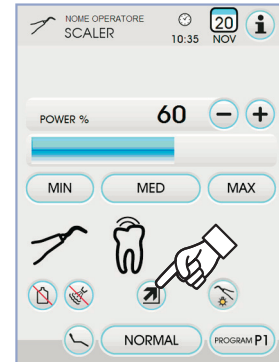 NOME OPERATORE
SCALER
10:35
20
NOV
i
POWER %
60
MIN
MED
MAX
NORMAL
PROGRAM P1